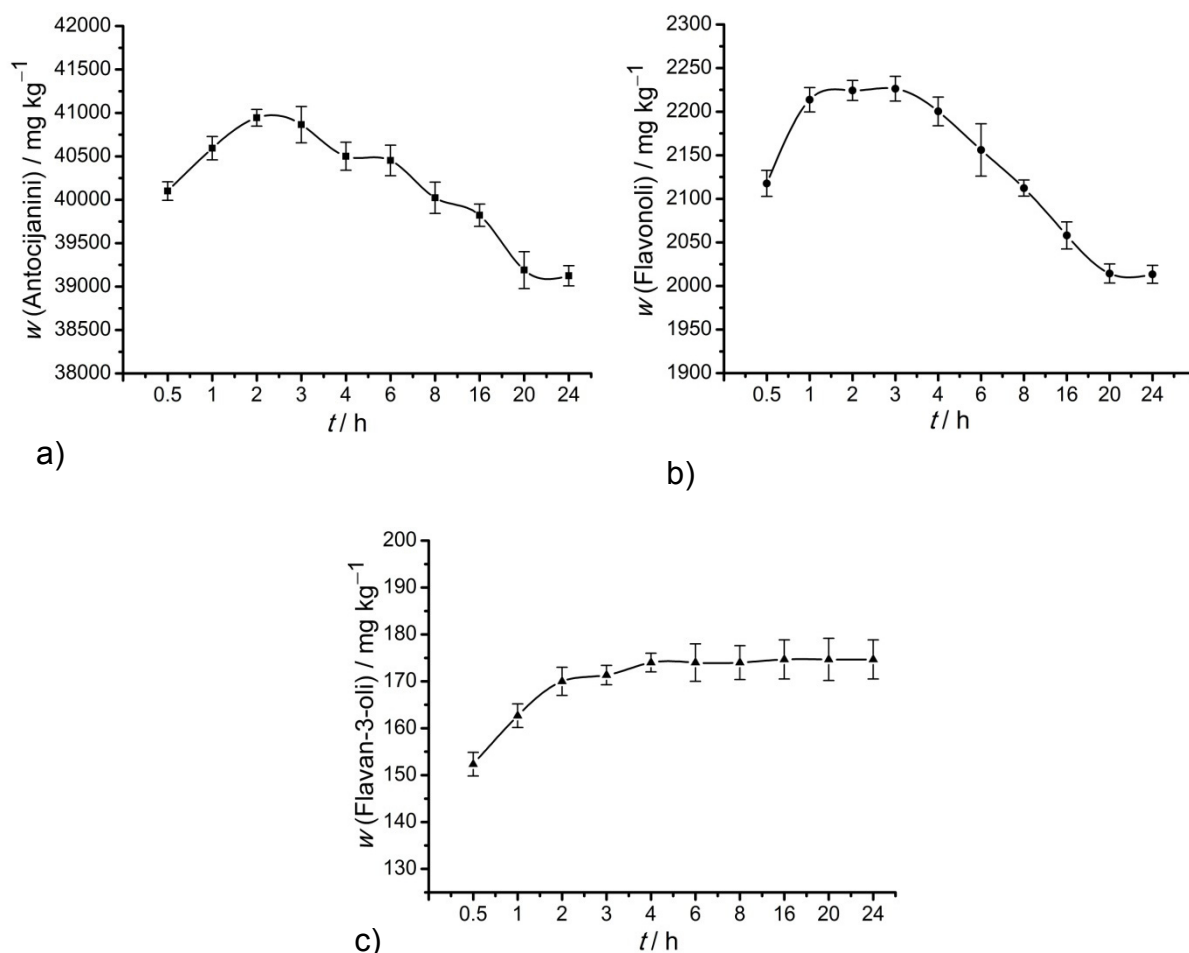 42000
41500
41000
40500
40000
39500
39000
38500
38000
w (Antocijanini) / mg kg⁻¹
0.5 1 2 3 4 6 8 16 20 24
t / h
a)
2300
2250
2200
2150
2100
2050
2000
1950
1900
w (Flavonoli) / mg kg⁻¹
0.5 1 2 3 4 6 8 16 20 24
t / h
b)
200
190
180
170
160
150
140
130
w (Flavan-3-oli) / mg kg⁻¹
0.5 1 2 3 4 6 8 16 20 24
t / h
c)